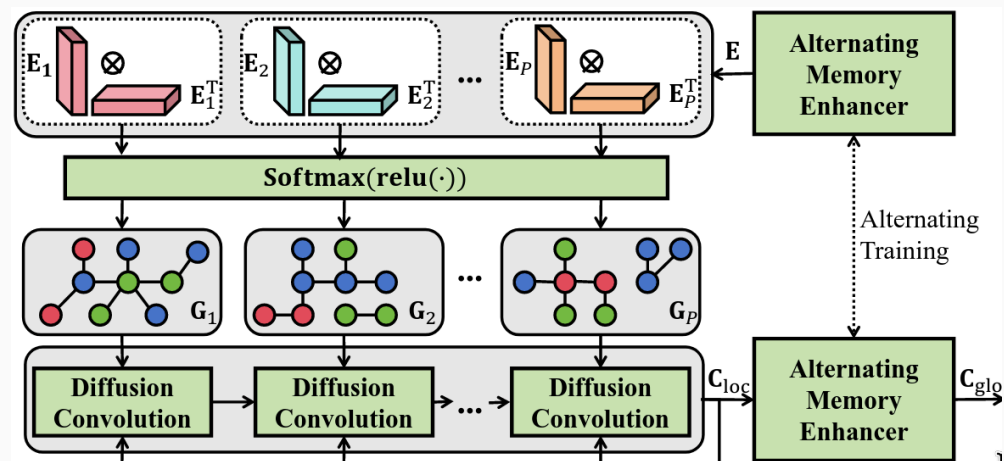 E₁ ⊗ E₁ᵀ
E₂ ⊗ E₂ᵀ
...
E_P ⊗ E_Pᵀ
E
Alternating
Memory
Enhancer
Softmax(relu(·))
Alternating
Training
G₁
G₂
...
G_P
Diffusion
Convolution
Diffusion
Convolution
...
Diffusion
Convolution
C_loc
Alternating
Memory
Enhancer
C_glo